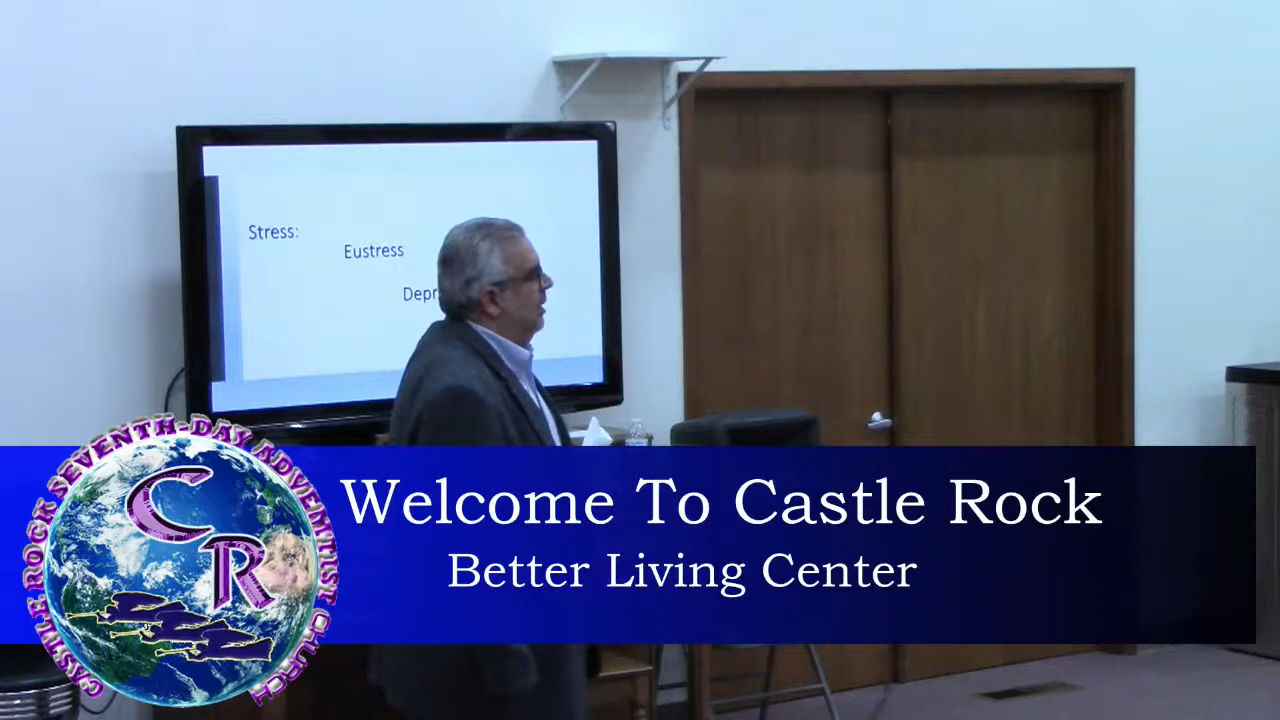 Stress:
Eustress
Welcome To Castle Rock
Better Living Center
CASTLE ROCK SEVENTH-DAY ADVENTIST CHURCH
CR